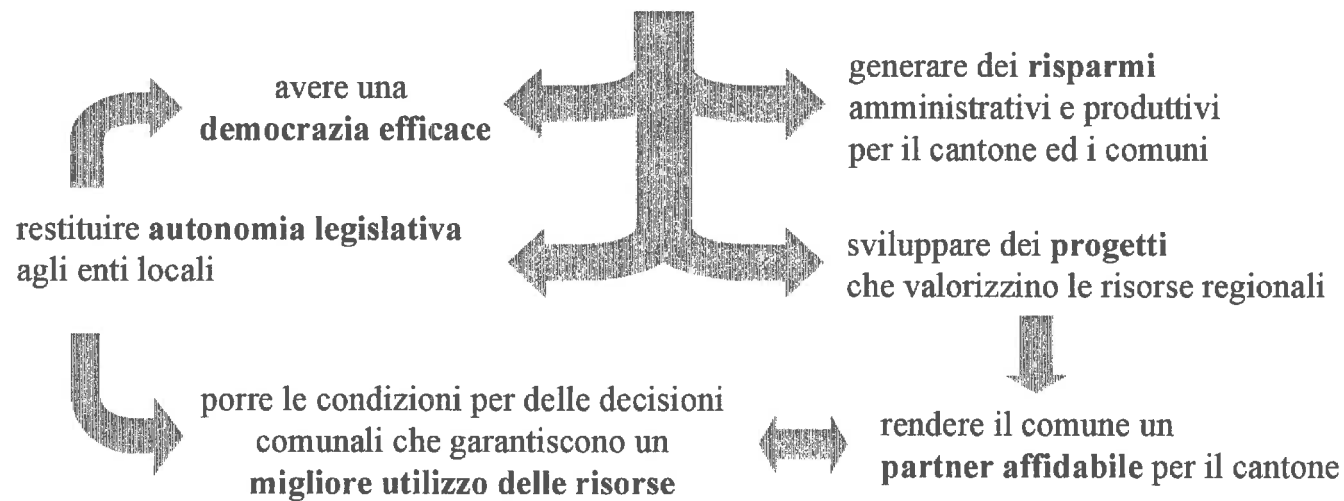 avere una
democrazia efficace
generare dei risparmi
amministrativi e produttivi
per il cantone ed i comuni
restituire autonomia legislativa
agli enti locali
sviluppare dei progetti
che valorizzino le risorse regionali
porre le condizioni per delle decisioni
comunali che garantiscono un
migliore utilizzo delle risorse
rendere il comune un
partner affidabile per il cantone